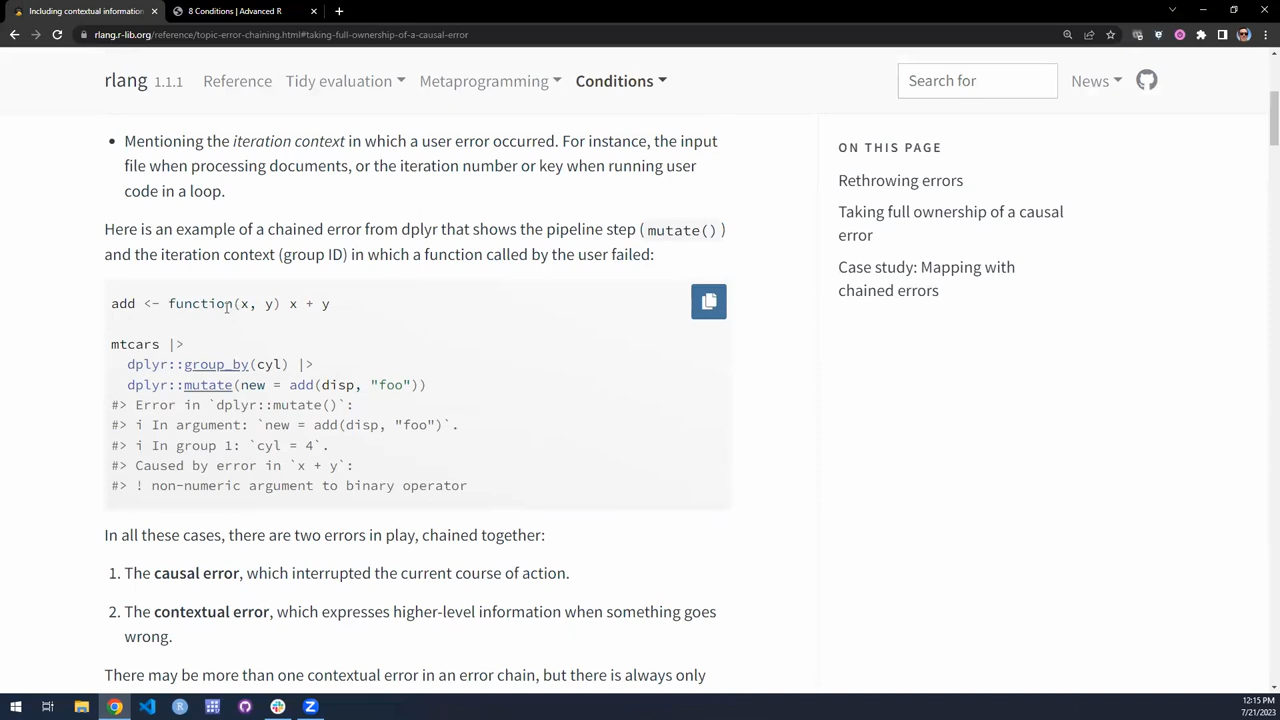 Including contextual information
8 Conditions | Advanced R
rlang.r-lib.org/reference/topic-error-chaining.html#taking-full-ownership-of-a-causal-error
rlang 1.1.1 Reference Tidy evaluation Metaprogramming Conditions Search for News
• Mentioning the iteration context in which a user error occurred. For instance, the input
file when processing documents, or the iteration number or key when running user
code in a loop.
Here is an example of a chained error from dplyr that shows the pipeline step (mutate())
and the iteration context (group ID) in which a function called by the user failed:
add <- function(x, y) x + y
mtcars |>
dplyr::group_by(cyl) |>
dplyr::mutate(new = add(disp, "foo"))
#> Error in `dplyr::mutate()`:
#> i In argument: `new = add(disp, "foo")`.
#> i In group 1: `cyl = 4`.
#> Caused by error in `x + y`:
#> ! non-numeric argument to binary operator
In all these cases, there are two errors in play, chained together:
1. The causal error, which interrupted the current course of action.
2. The contextual error, which expresses higher-level information when something goes
wrong.
There may be more than one contextual error in an error chain, but there is always only
ON THIS PAGE
Rethrowing errors
Taking full ownership of a causal
error
Case study: Mapping with
chained errors
12:15 PM
7/21/2023